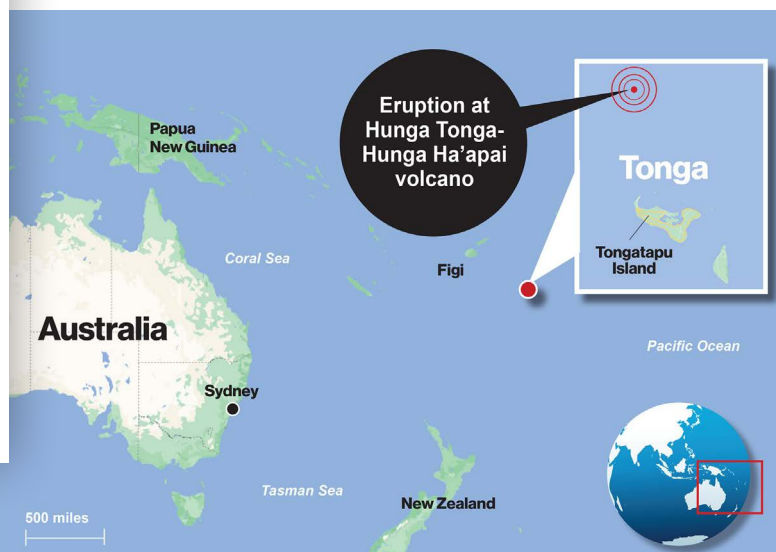 Papua
New Guinea
Eruption at
Hunga Tonga-
Hunga Ha'apai
volcano
Tonga
Tongatapu
Island
Coral Sea
Figi
Australia
Pacific Ocean
Sydney
Tasman Sea
New Zealand
500 miles